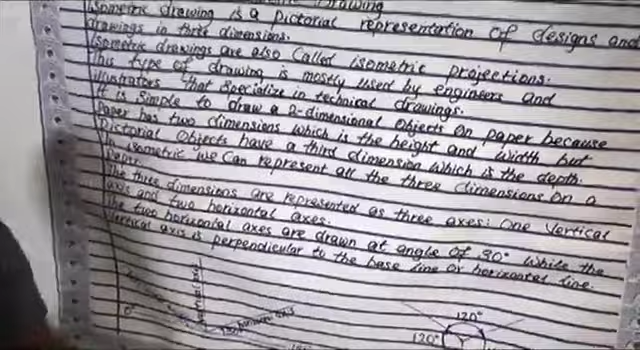 Drawing
Isometric drawing is a pictorial representation of designs and
drawings in three dimensions.
Isometric drawings are also called isometric projections.
This type of drawing is mostly used by engineers and
illustrators that specialize in technical drawings.
It is simple to draw a 2-dimensional objects on paper because
paper has two dimensions which is the height and width but
pictorial objects have a third dimension which is the depth.
In isometric we can represent all the three dimensions on a
paper.
The three dimensions are represented as three axes: one vertical
axis and two horizontal axes.
The two horizontal axes are drawn at angle of 30° while the
vertical axis is perpendicular to the base line or horizontal line.
vertical axis
horizontal axis
120°
120°